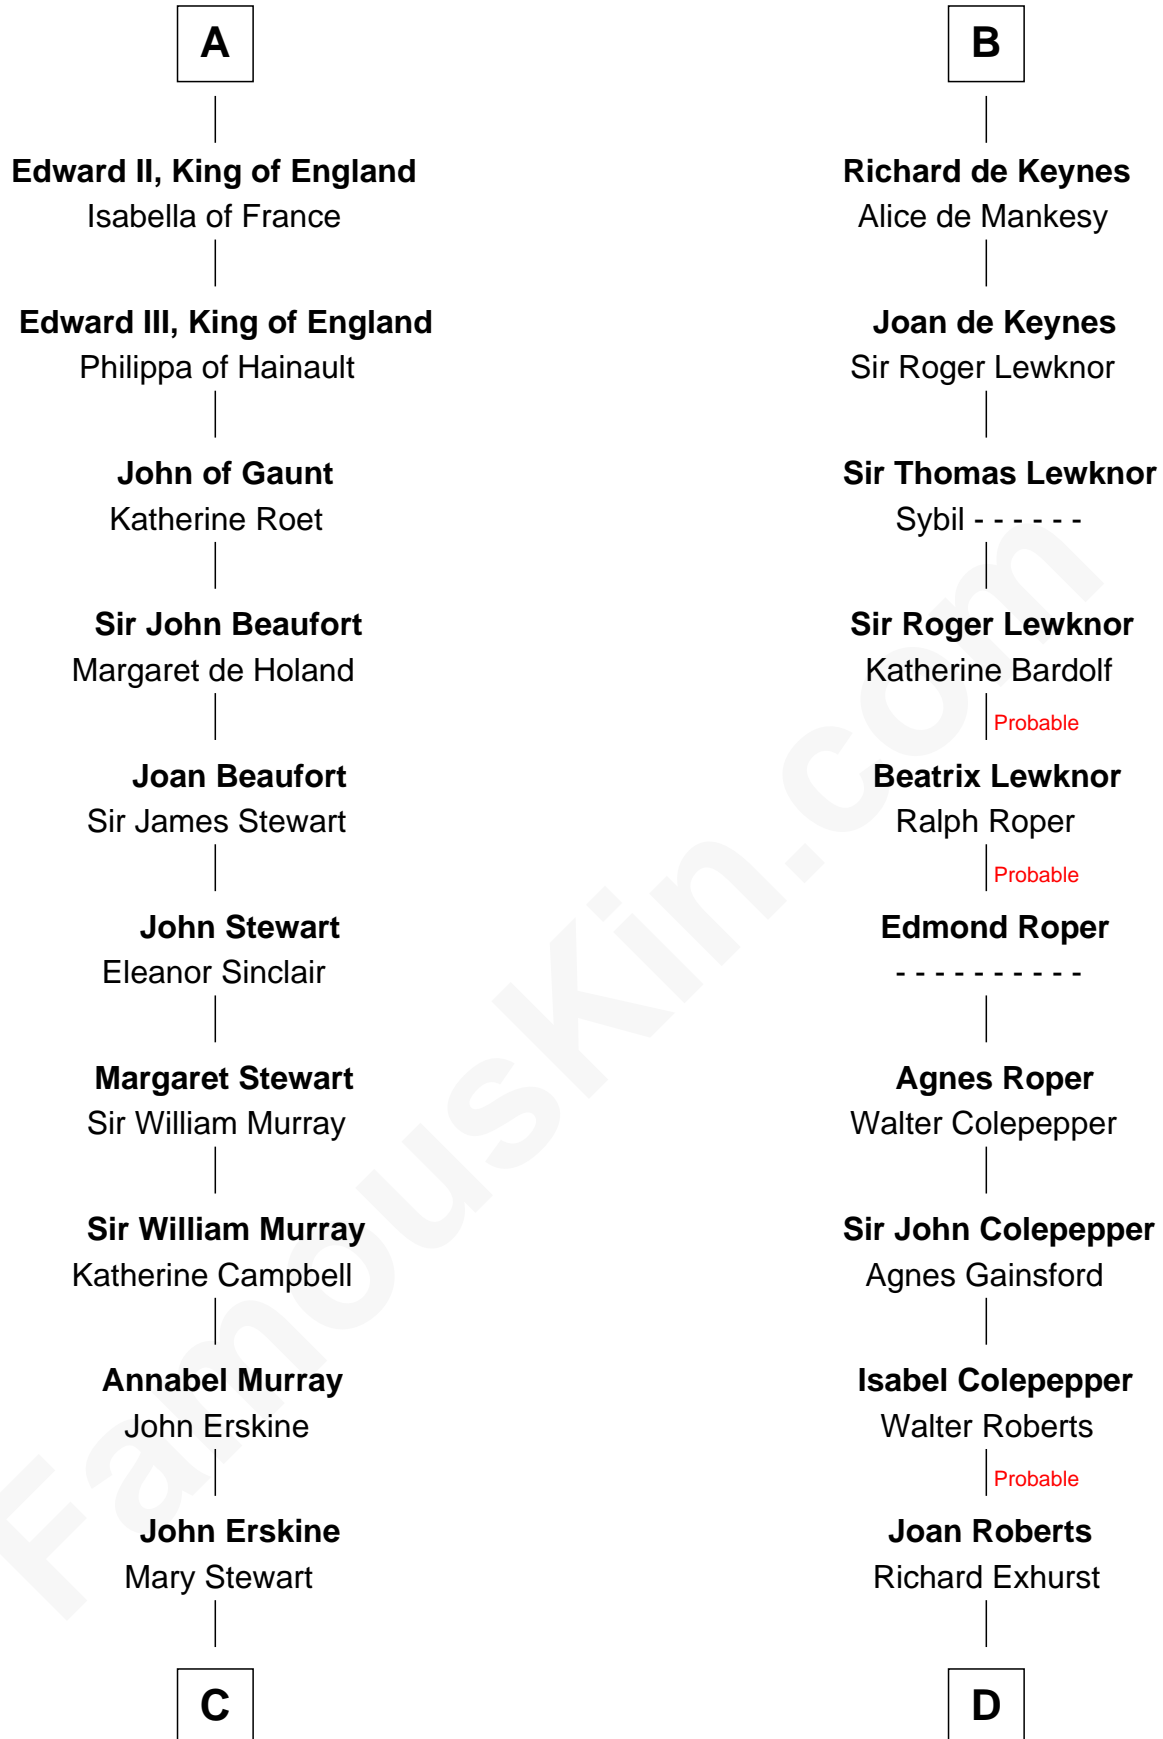 A
Edward II, King of England
Isabella of France
Edward III, King of England
Philippa of Hainault
John of Gaunt
Katherine Roet
Sir John Beaufort
Margaret de Holand
Joan Beaufort
Sir James Stewart
John Stewart
Eleanor Sinclair
Margaret Stewart
Sir William Murray
Sir William Murray
Katherine Campbell
Annabel Murray
John Erskine
John Erskine
Mary Stewart
C
B
Richard de Keynes
Alice de Mankesy
Joan de Keynes
Sir Roger Lewknor
Sir Thomas Lewknor
Sybil - - - - - -
Sir Roger Lewknor
Katherine Bardolf
Probable
Beatrix Lewknor
Ralph Roper
Probable
Edmond Roper
- - - - - - - - - -
Agnes Roper
Walter Colepepper
Sir John Colepepper
Agnes Gainsford
Isabel Colepepper
Walter Roberts
Probable
Joan Roberts
Richard Exhurst
D
FamousKin.com